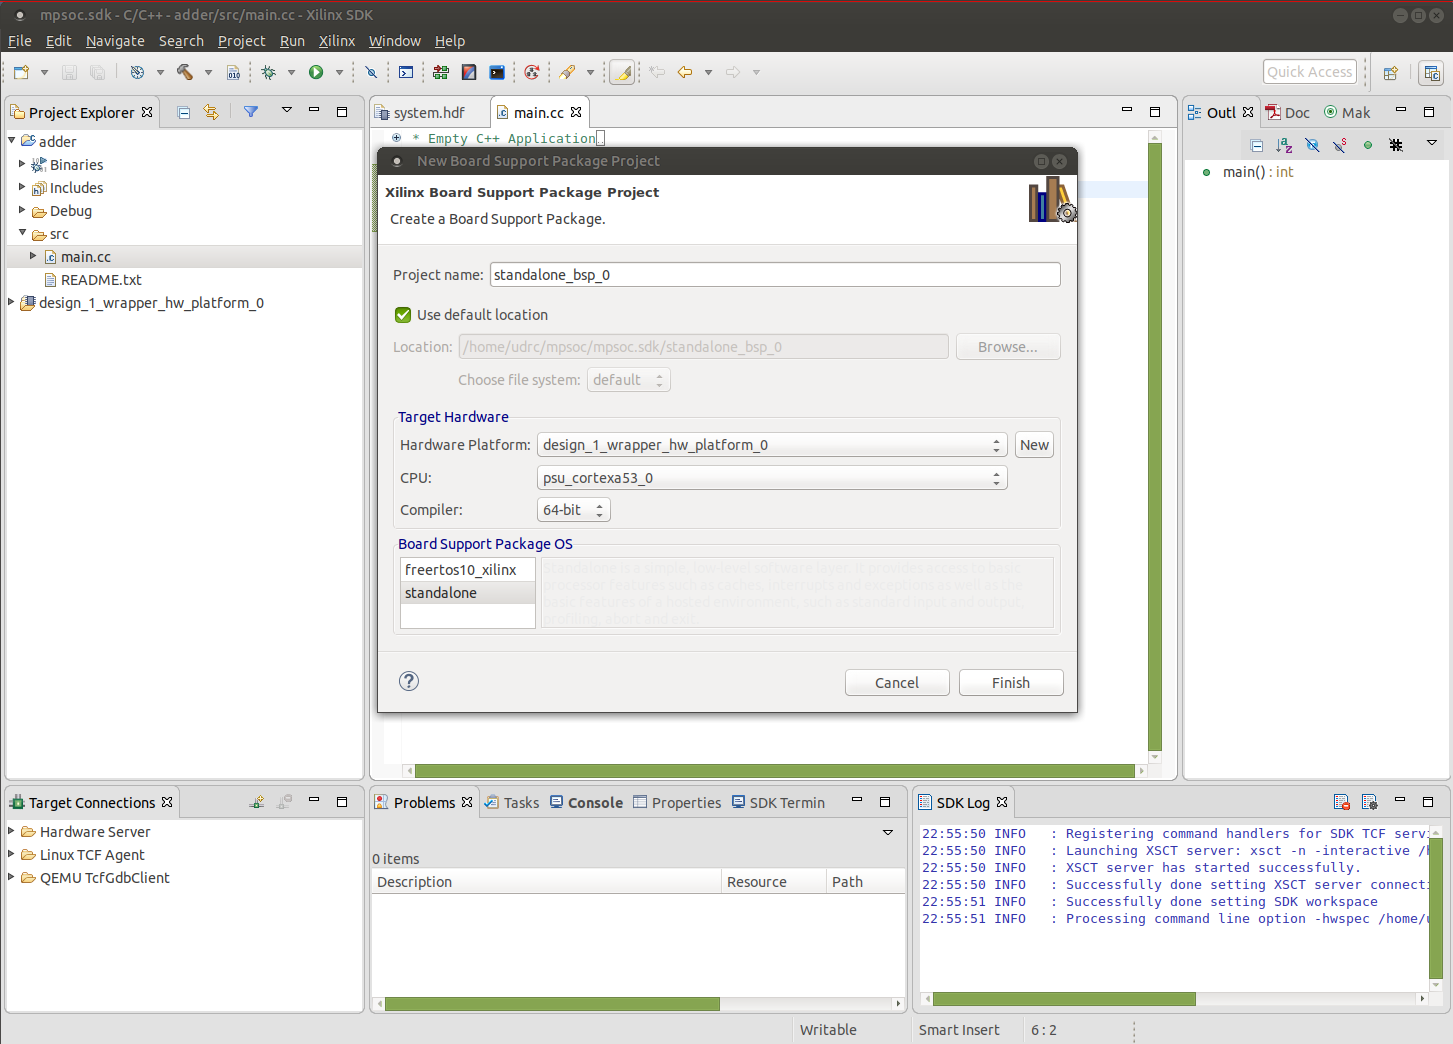 mpsoc.sdk - C/C++ - adder/src/main.cc - Xilinx SDK
File Edit Navigate Search Project Run Xilinx Window Help
Quick Access
Project Explorer
adder
Binaries
Includes
Debug
src
main.cc
README.txt
design_1_wrapper_hw_platform_0
system.hdf
main.cc
* Empty C++ Application
New Board Support Package Project
Xilinx Board Support Package Project
Create a Board Support Package.
Project name: standalone_bsp_0
Use default location
Location: /home/udrc/mpsoc/mpsoc.sdk/standalone_bsp_0 Browse...
Choose file system: default
Target Hardware
Hardware Platform: design_1_wrapper_hw_platform_0 New
CPU: psu_cortexa53_0
Compiler: 64-bit
Board Support Package OS
freertos10_xilinx
standalone
Standalone is a simple, low-level software layer. It provides access to basic
processor features such as caches, interrupts and exceptions as well as the
basic features of a hosted environment, such as standard input and output,
profiling, abort and exit.
Cancel Finish
Outl Doc Mak
main() : int
Target Connections
Hardware Server
Linux TCF Agent
QEMU TcfGdbClient
Problems Tasks Console Properties SDK Termin
0 items
Description Resource Path
SDK Log
22:55:50 INFO : Registering command handlers for SDK TCF servi
22:55:50 INFO : Launching XSCT server: xsct -n -interactive /h
22:55:50 INFO : XSCT server has started successfully.
22:55:50 INFO : Successfully done setting XSCT server connecti
22:55:51 INFO : Successfully done setting SDK workspace
22:55:51 INFO : Processing command line option -hwspec /home/u
Writable Smart Insert 6 : 2